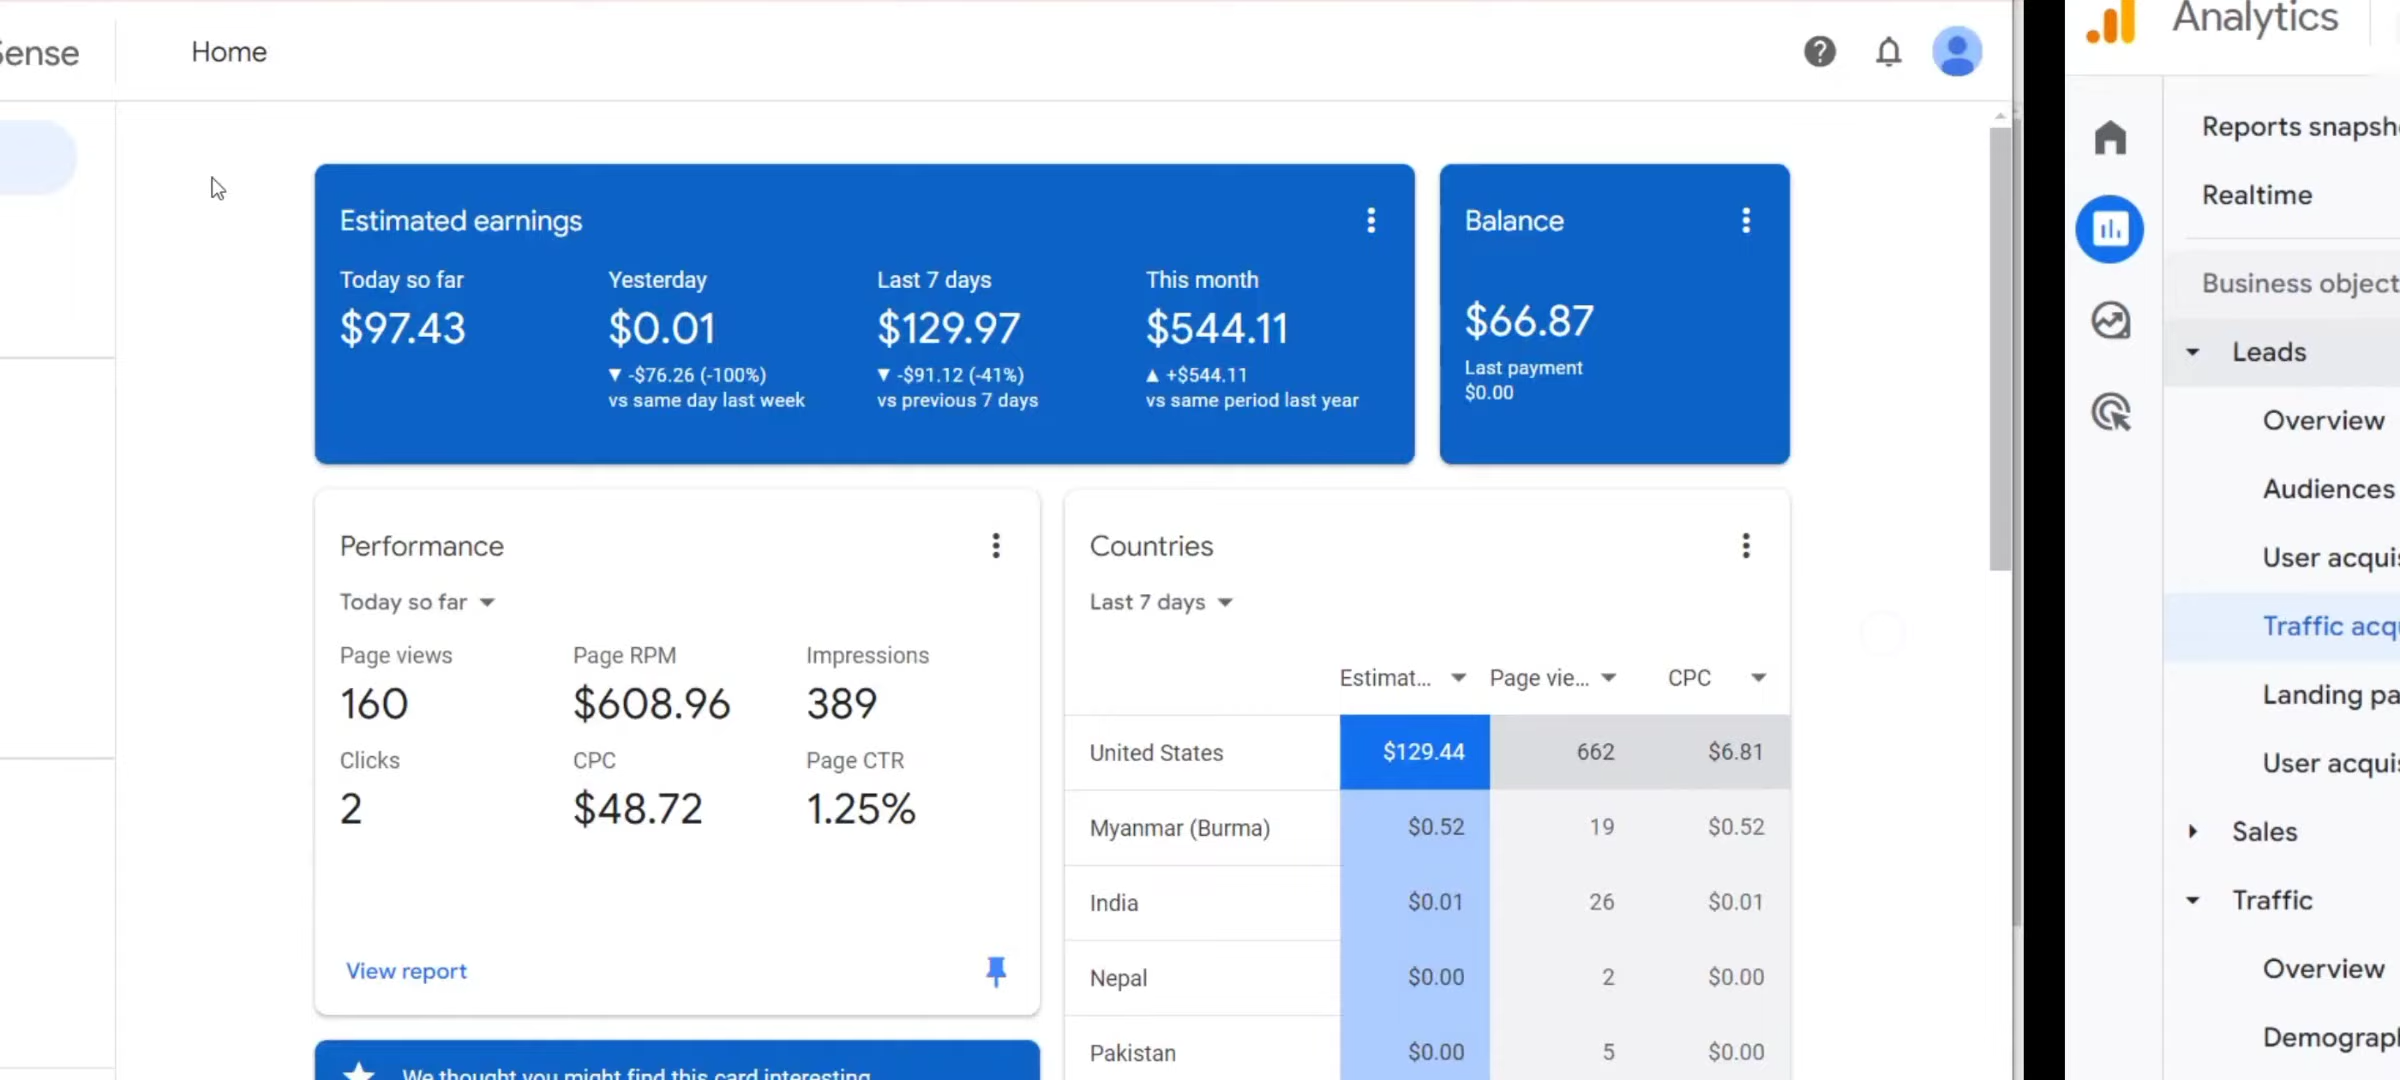 Sense
Home
Estimated earnings
Today so far
$97.43
Yesterday
$0.01
-$76.26 (-100%)
vs same day last week
Last 7 days
$129.97
-$91.12 (-41%)
vs previous 7 days
This month
$544.11
+$544.11
vs same period last year
Balance
$66.87
Last payment
$0.00
Performance
Today so far
Page views
160
Page RPM
$608.96
Impressions
389
Clicks
2
CPC
$48.72
Page CTR
1.25%
View report
We thought you might find this card interesting
Countries
Last 7 days
Estimat... Page vie... CPC
United States $129.44 662 $6.81
Myanmar (Burma) $0.52 19 $0.52
India $0.01 26 $0.01
Nepal $0.00 2 $0.00
Pakistan $0.00 5 $0.00
Analytics
Reports snapsh
Realtime
Business object
Leads
Overview
Audiences
User acquis
Traffic acq
Landing pa
User acquis
Sales
Traffic
Overview
Demograp